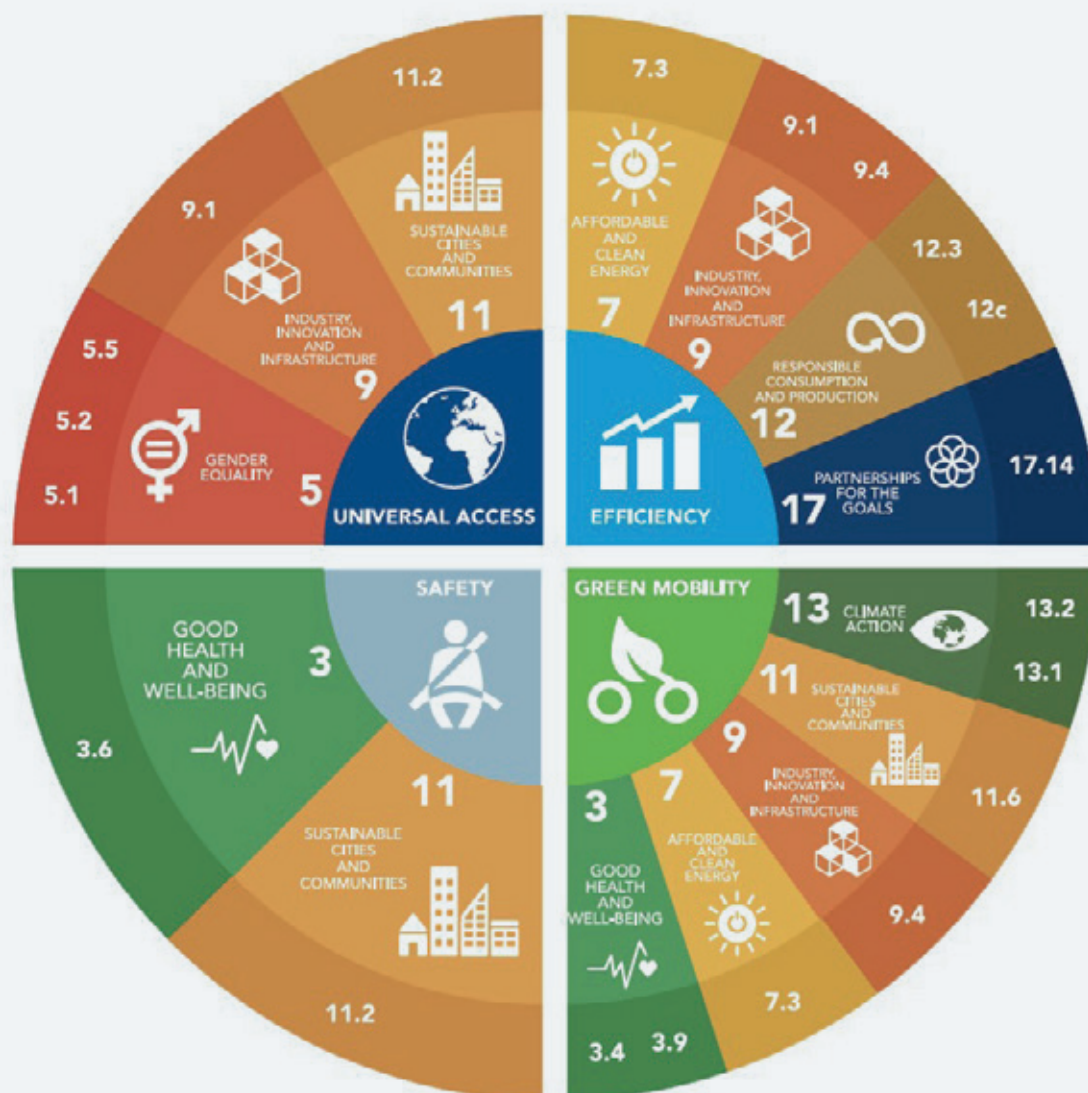 11.2
SUSTAINABLE
CITIES
AND
COMMUNITIES
11
9.1
INDUSTRY,
INNOVATION
AND
INFRASTRUCTURE
9
5.5
5.2
5.1
GENDER
EQUALITY
5
UNIVERSAL ACCESS
7.3
AFFORDABLE
AND
CLEAN
ENERGY
7
9.1
9.4
INDUSTRY,
INNOVATION
AND
INFRASTRUCTURE
9
12.3
12c
RESPONSIBLE
CONSUMPTION
AND PRODUCTION
12
17.14
PARTNERSHIPS
FOR THE
GOALS
17
EFFICIENCY
SAFETY
GOOD
HEALTH
AND
WELL-BEING
3
3.6
11
SUSTAINABLE
CITIES
AND
COMMUNITIES
11.2
GREEN MOBILITY
13
CLIMATE
ACTION
13.2
13.1
11
SUSTAINABLE
CITIES
AND
COMMUNITIES
11.6
9
INDUSTRY,
INNOVATION
AND
INFRASTRUCTURE
9.4
7
AFFORDABLE
AND
CLEAN
ENERGY
7.3
3
GOOD
HEALTH
AND
WELL-BEING
3.4
3.9